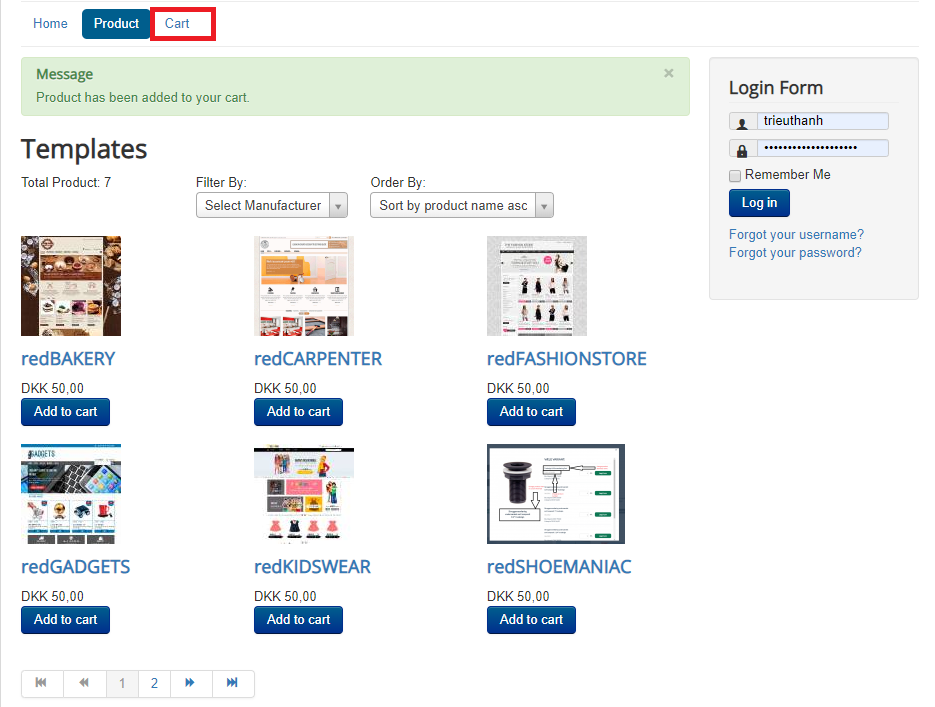 Home Product Cart
Message ×
Product has been added to your cart.
Templates
Total Product: 7 Filter By: Order By:
Select Manufacturer Sort by product name asc
redBAKERY redCARPENTER redFASHIONSTORE
DKK 50,00 DKK 50,00 DKK 50,00
Add to cart Add to cart Add to cart
GADGETS
redGADGETS redKIDSWEAR redSHOEMANIAC
DKK 50,00 DKK 50,00 DKK 50,00
Add to cart Add to cart Add to cart
1 2
Login Form
trieuthanh
Remember Me
Log in
Forgot your username?
Forgot your password?